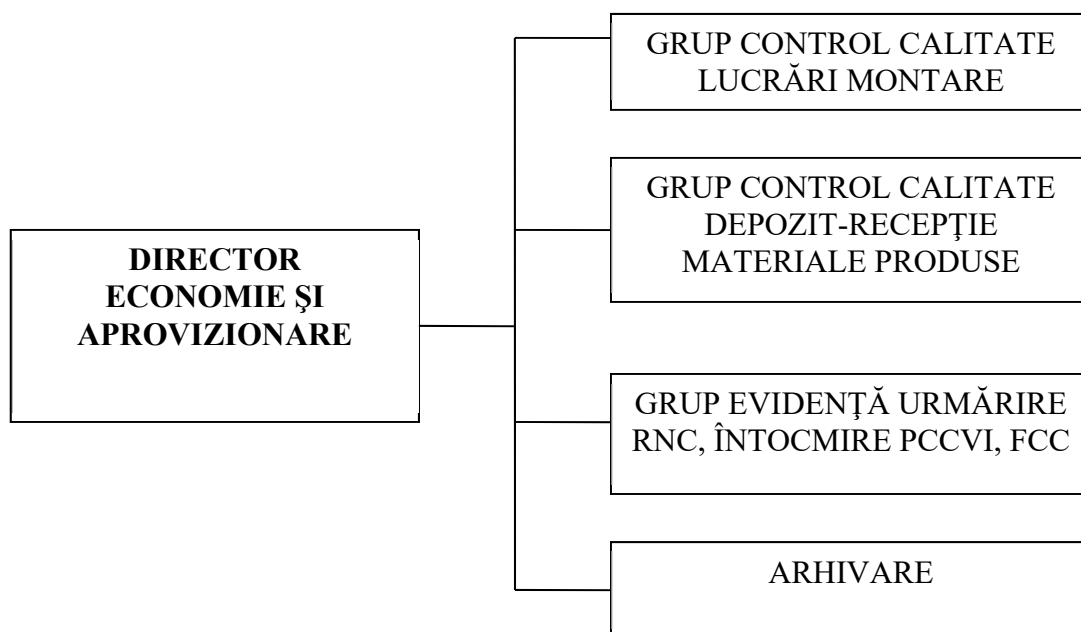 GRUP CONTROL CALITATE
LUCRĂRI MONTARE
GRUP CONTROL CALITATE
DEPOZIT-RECEPŢIE
MATERIALE PRODUSE
DIRECTOR
ECONOMIE ŞI
APROVIZIONARE
GRUP EVIDENŢĂ URMĂRIRE
RNC, ÎNTOCMIRE PCCVI, FCC
ARHIVARE